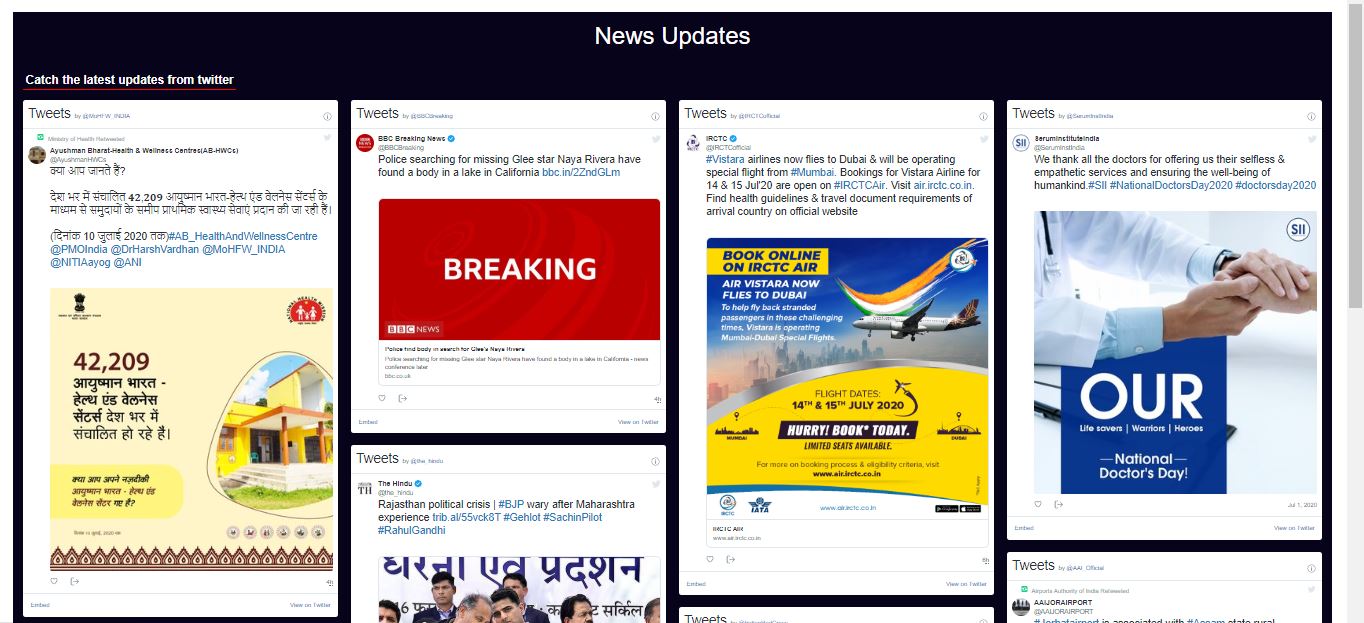 News Updates
Catch the latest updates from twitter
Tweets by @MoHFW_INDIA
Ministry of Health Retweeted
Ayushman Bharat-Health & Wellness Centres(AB-HWCs)
@AyushmanHWCs
क्या आप जानते हैं?
देश भर में संचालित 42,209 आयुष्मान भारत-हेल्थ एंड वेलनेस सेंटर्स के
माध्यम से समुदायों के समीप प्राथमिक स्वास्थ्य सेवाएं प्रदान की जा रही हैं।
(दिनांक 10 जुलाई 2020 तक)#AB_HealthAndWellnessCentre
@PMOIndia @DrHarshVardhan @MoHFW_INDIA
@NITIAayog @ANI
42,209
आयुष्मान भारत -
हेल्थ एंड वेलनेस
सेंटर्स देश भर में
संचालित हो रहे है।
क्या आप अपने नज़दीकी
आयुष्मान भारत - हेल्थ एंड
वेलनेस सेंटर गए है?
Embed
View on Twitter
Tweets by @BBCBreaking
BBC Breaking News
@BBCBreaking
Police searching for missing Glee star Naya Rivera have
found a body in a lake in California bbc.in/2ZndGLm
BREAKING
BBC NEWS
Police find body in search for Glee's Naya Rivera
Police searching for missing Glee star Naya Rivera have found a body in a lake in California - news
conference later
bbc.co.uk
Embed
View on Twitter
Tweets by @the_hindu
The Hindu
@the_hindu
TH
Rajasthan political crisis | #BJP wary after Maharashtra
experience trib.al/55vck8T #Gehlot #SachinPilot
#RahulGandhi
धरना एवं प्रदर्शन
Tweets by @IRCTCofficial
IRCTC
@IRCTCofficial
#Vistara airlines now flies to Dubai & will be operating
special flight from #Mumbai. Bookings for Vistara Airline for
14 & 15 Jul'20 are open on #IRCTCAir. Visit air.irctc.co.in.
Find health guidelines & travel document requirements of
arrival country on official website
BOOK ONLINE
ON IRCTC AIR
AIR VISTARA NOW
FLIES TO DUBAI
To help fly back stranded
passengers in these challenging
times, Vistara is operating
Mumbai-Dubai Special Flights.
FLIGHT DATES:
14TH & 15TH JULY 2020
MUMBAI
DUBAI
HURRY! BOOK* TODAY.
LIMITED SEATS AVAILABLE.
For more on booking process & eligibility criteria, visit
www.air.irctc.co.in
IRCTC
IATA
www.air.irctc.co.in
IRCTC AIR
www.air.irctc.co.in
Embed
View on Twitter
Tweets
Tweets by @SerumInstIndia
SII
SerumInstituteIndia
@SerumInstIndia
We thank all the doctors for offering us their selfless &
empathetic services and ensuring the well-being of
humankind.#SII #NationalDoctorsDay2020 #doctorsday2020
SII
OUR
Life savers | Warriors | Heroes
National
Doctor's Day!
Jul 1, 2020
Embed
View on Twitter
Tweets by @AAI_Official
Airports Authority of India Retweeted
AAIJORAIRPORT
@AAIJORAIRPORT
#Jorhatairport is associated with #Assam state rural